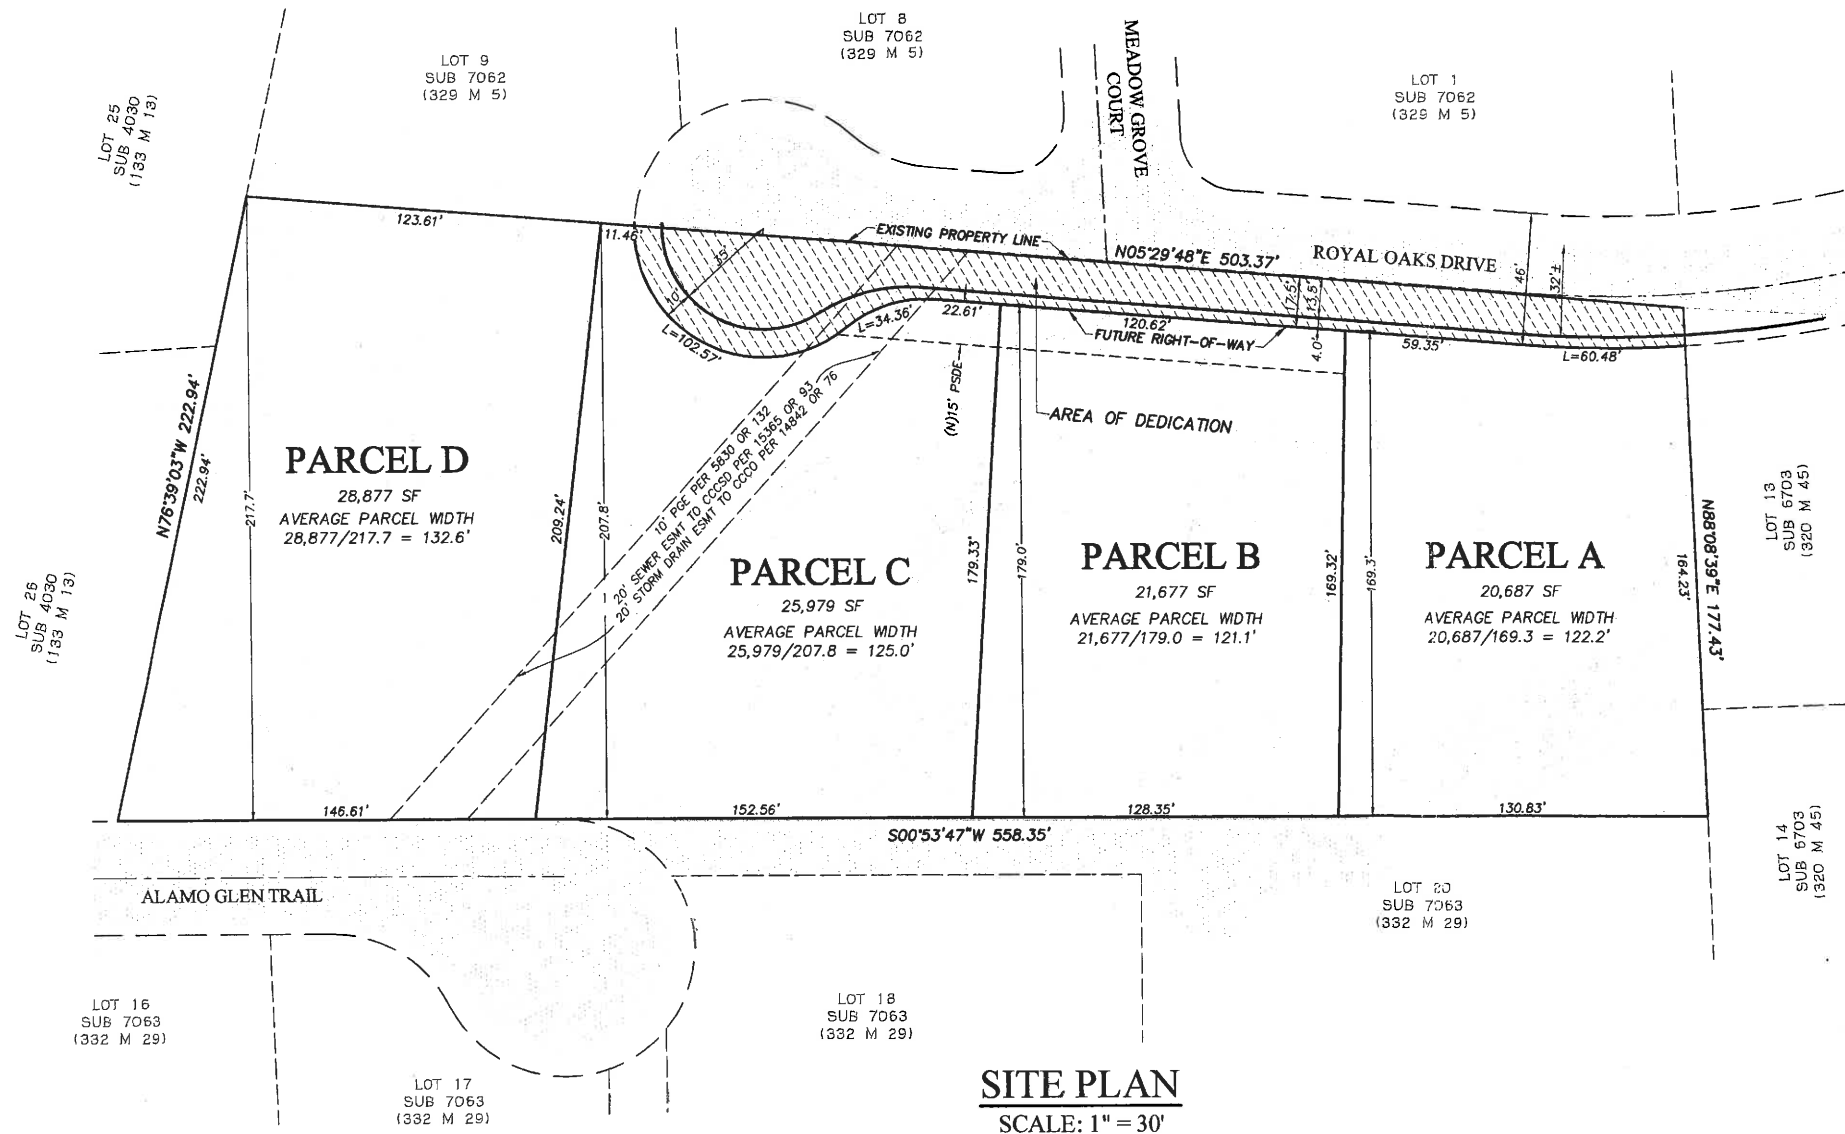 LOT 8
SUB 7062
(329 M 5)
LOT 9
SUB 7062
(329 M 5)
MEADOW GROVE
COURT
LOT 1
SUB 7062
(329 M 5)
LOT 25
SUB 4030
(133 M 13)
123.61'
11.46'
35'
10'
EXISTING PROPERTY LINE
N05°29'48"E 503.37'
ROYAL OAKS DRIVE
46'
32'±
17.5'
13.5'
4.0'
L=102.57'
L=34.36'
22.61'
120.62'
FUTURE RIGHT-OF-WAY
59.35'
L=60.48'
(N)15' PSDE
AREA OF DEDICATION
N76°39'03"W 222.94'
222.94'
217.7'
PARCEL D
28,877 SF
AVERAGE PARCEL WIDTH
28,877/217.7 = 132.6'
209.24'
207.8'
10' PGE PER 5830 OR 132
20' SEWER ESMT TO CCCSD PER 15365 OR 93
20' STORM DRAIN ESMT TO CCCO PER 14842 OR 76
PARCEL C
25,979 SF
AVERAGE PARCEL WIDTH
25,979/207.8 = 125.0'
179.33'
179.0'
PARCEL B
21,677 SF
AVERAGE PARCEL WIDTH
21,677/179.0 = 121.1'
169.32'
169.3'
PARCEL A
20,687 SF
AVERAGE PARCEL WIDTH
20,687/169.3 = 122.2'
164.23'
N88°08'39"E 177.43'
LOT 13
SUB 6703
(320 M 45)
LOT 26
SUB 4030
(133 M 13)
146.61'
152.56'
128.35'
130.83'
S00°53'47"W 558.35'
LOT 14
SUB 6703
(320 M 45)
ALAMO GLEN TRAIL
LOT 20
SUB 7063
(332 M 29)
LOT 16
SUB 7063
(332 M 29)
LOT 18
SUB 7063
(332 M 29)
LOT 17
SUB 7063
(332 M 29)
SITE PLAN
SCALE: 1" = 30'